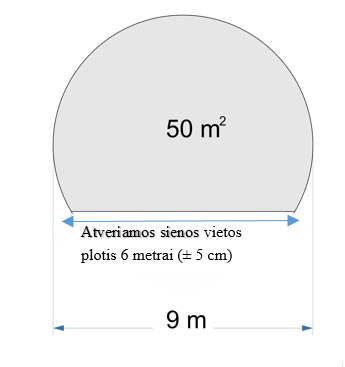 50 m²
Atveriamos sienos vietos
plotis 6 metrai (± 5 cm)
9 m